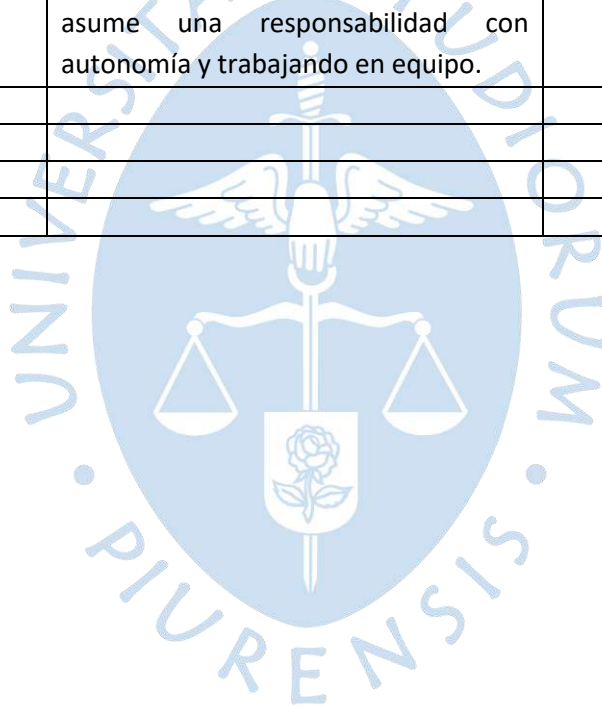 asume una responsabilidad con
autonomía y trabajando en equipo.
UNIVERSITAS STUDIORUM
PIURENSIS